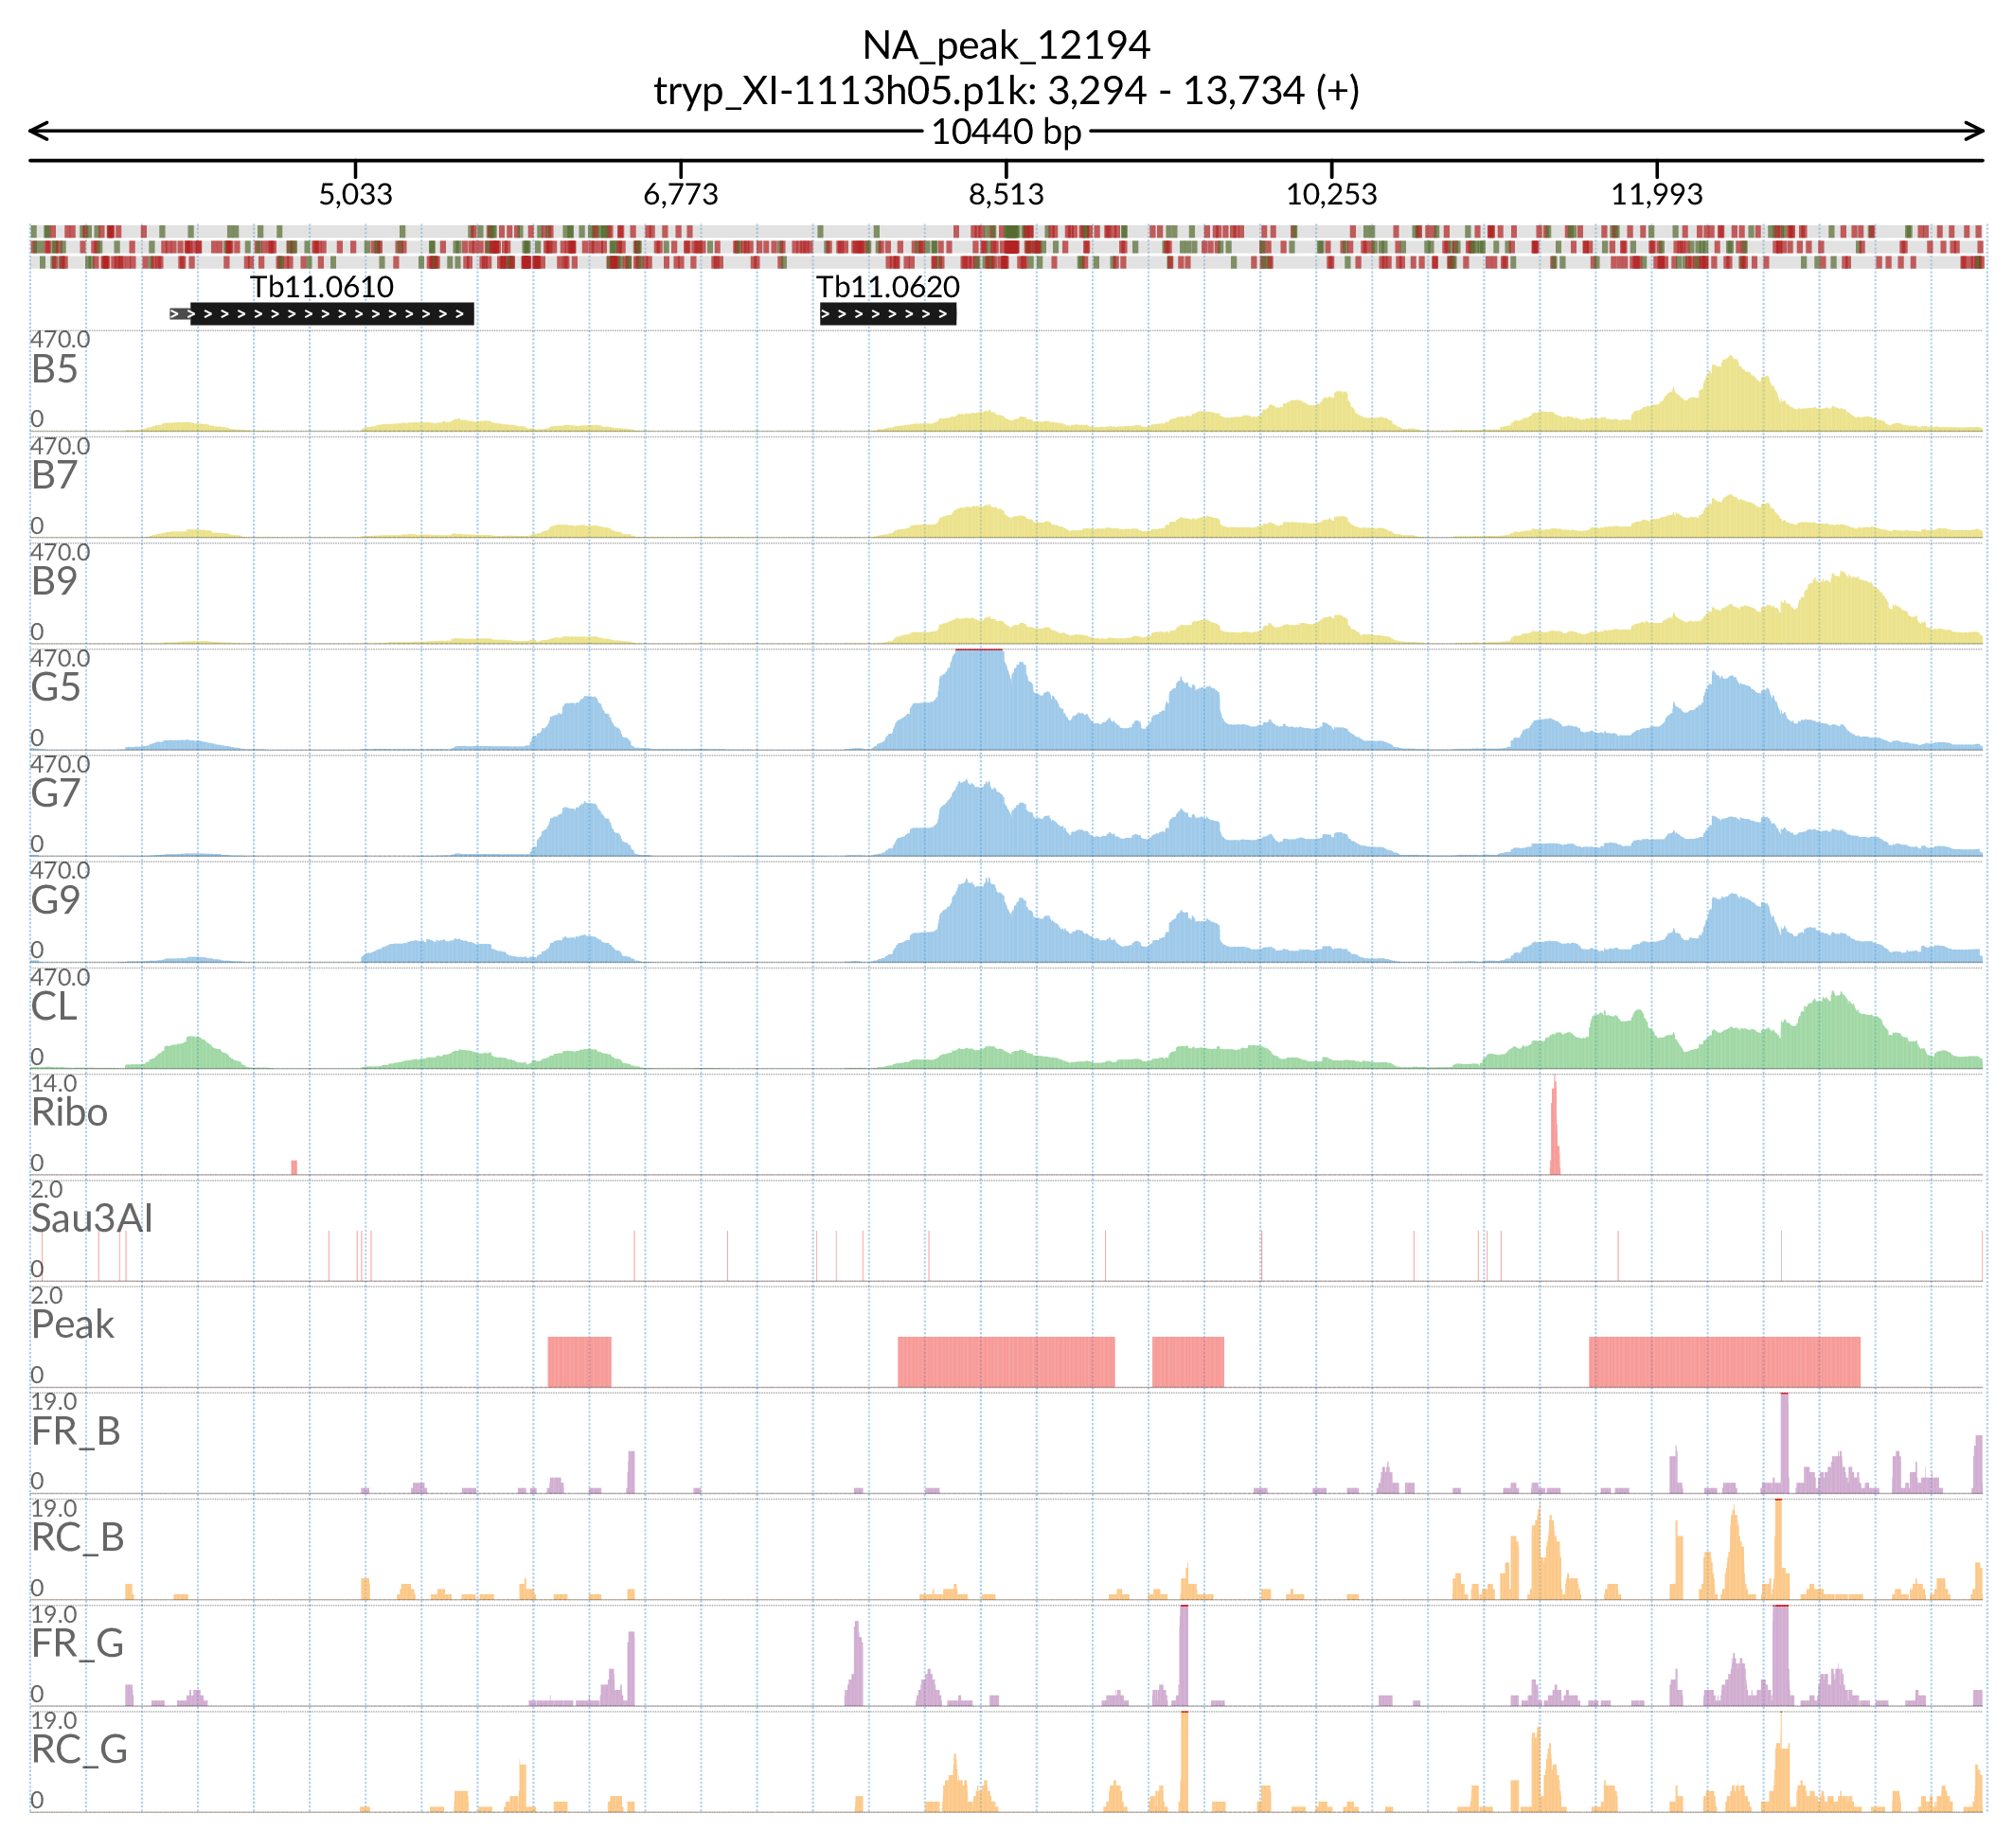 NA_peak_12194
tryp_XI-1113h05.p1k: 3,294 - 13,734 (+)
10440 bp
5,033 6,773 8,513 10,253 11,993
Tb11.0610 Tb11.0620
470.0
B5
0
470.0
B7
0
470.0
B9
0
470.0
G5
0
470.0
G7
0
470.0
G9
0
470.0
CL
0
14.0
Ribo
0
2.0
Sau3AI
0
2.0
Peak
0
19.0
FR_B
0
19.0
RC_B
0
19.0
FR_G
0
19.0
RC_G
0